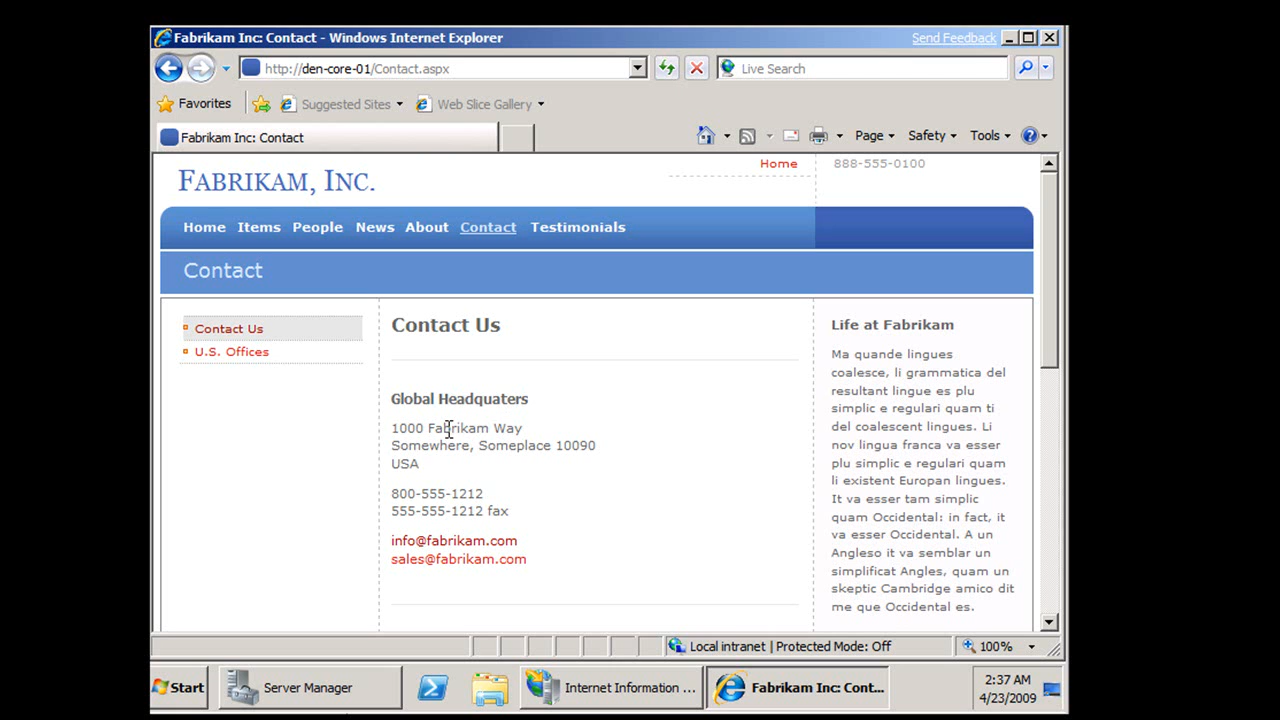 Fabrikam Inc: Contact - Windows Internet Explorer
Send Feedback
http://den-core-01/Contact.aspx
Live Search
Favorites
Suggested Sites
Web Slice Gallery
Fabrikam Inc: Contact
Page
Safety
Tools
Home
888-555-0100
FABRIKAM, INC.
Home Items People News About Contact Testimonials
Contact
Contact Us
U.S. Offices
Contact Us
Global Headquaters
1000 Fabrikam Way
Somewhere, Someplace 10090
USA
800-555-1212
555-555-1212 fax
info@fabrikam.com
sales@fabrikam.com
Life at Fabrikam
Ma quande lingues
coalesce, li grammatica del
resultant lingue es plu
simplic e regulari quam ti
del coalescent lingues. Li
nov lingua franca va esser
plu simplic e regulari quam
li existent Europan lingues.
It va esser tam simplic
quam Occidental: in fact, it
va esser Occidental. A un
Angleso it va semblar un
simplificat Angles, quam un
skeptic Cambridge amico dit
me que Occidental es.
Local intranet | Protected Mode: Off
100%
Start
Server Manager
Internet Information ...
Fabrikam Inc: Cont...
2:37 AM
4/23/2009